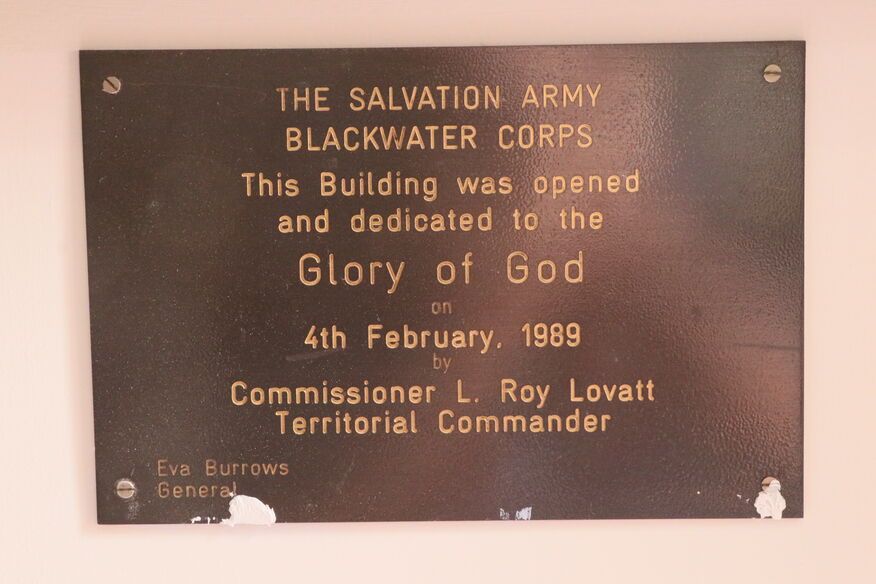 THE SALVATION ARMY
BLACKWATER CORPS
This Building was opened
and dedicated to the
Glory of God
on
4th February, 1989
by
Commissioner L. Roy Lovatt
Territorial Commander
Eva Burrows
General